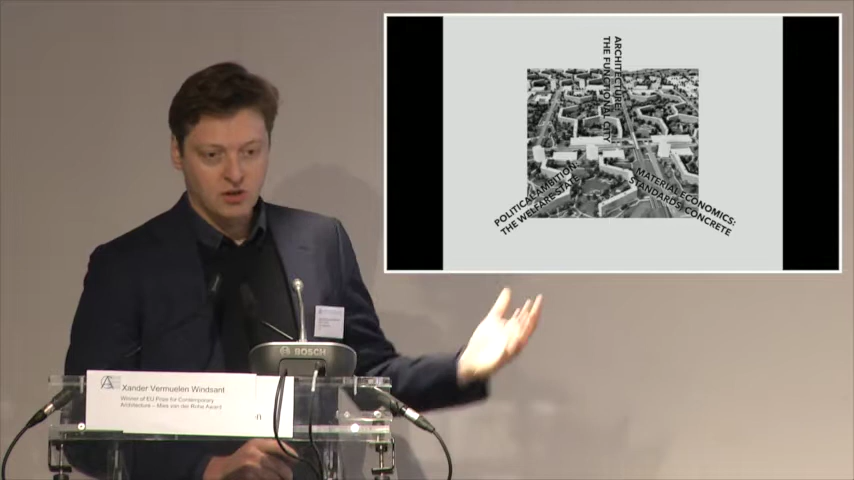 ARCHITECTURE:
THE FUNCTIONAL CITY
POLITICAL AMBITION:
THE WELFARE STATE
MATERIAL ECONOMICS:
STANDARDS, CONCRETE
BOSCH
Xander Vermuelen Windsant
Winner of EU Prize for Contemporary
Architecture – Mies van der Rohe Award